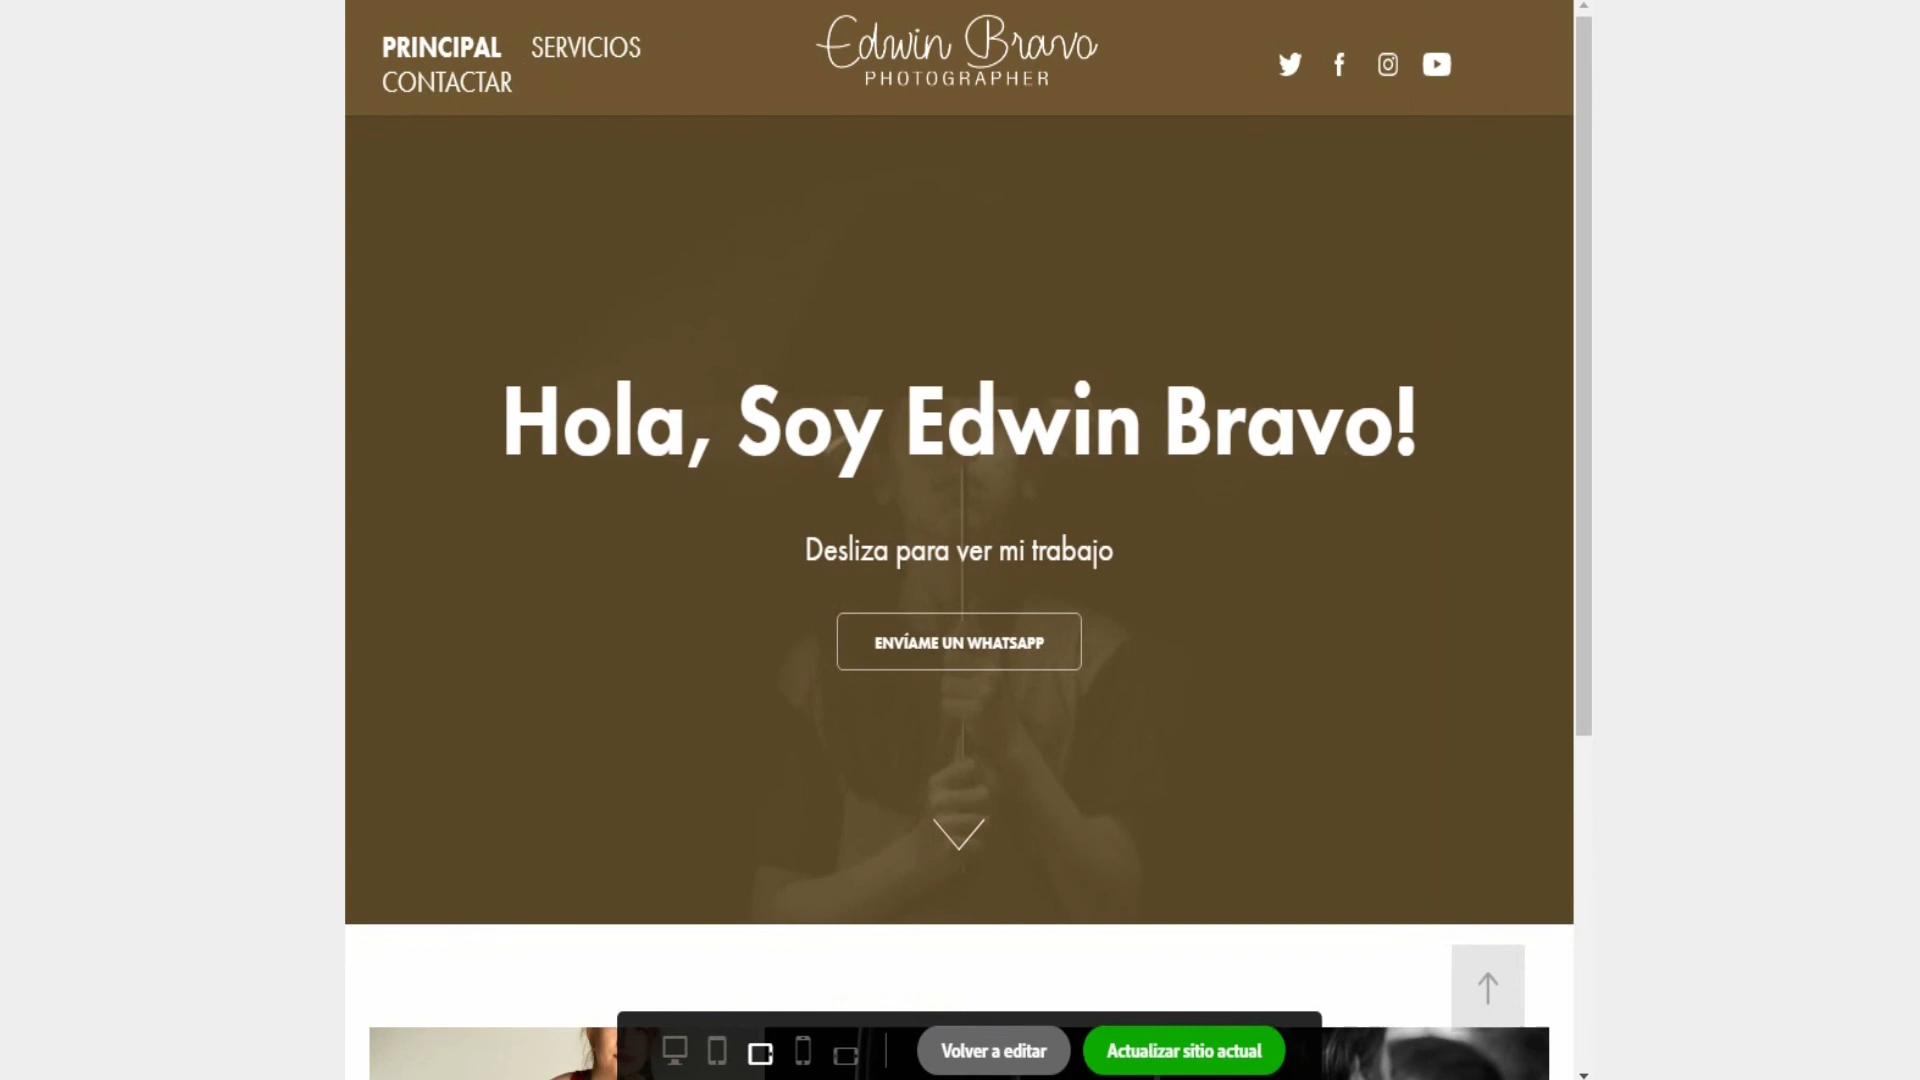 PRINCIPAL SERVICIOS
CONTACTAR
Edwin Bravo
PHOTOGRAPHER
Hola, Soy Edwin Bravo!
Desliza para ver mi trabajo
ENVÍAME UN WHATSAPP
Volver a editar
Actualizar sitio actual